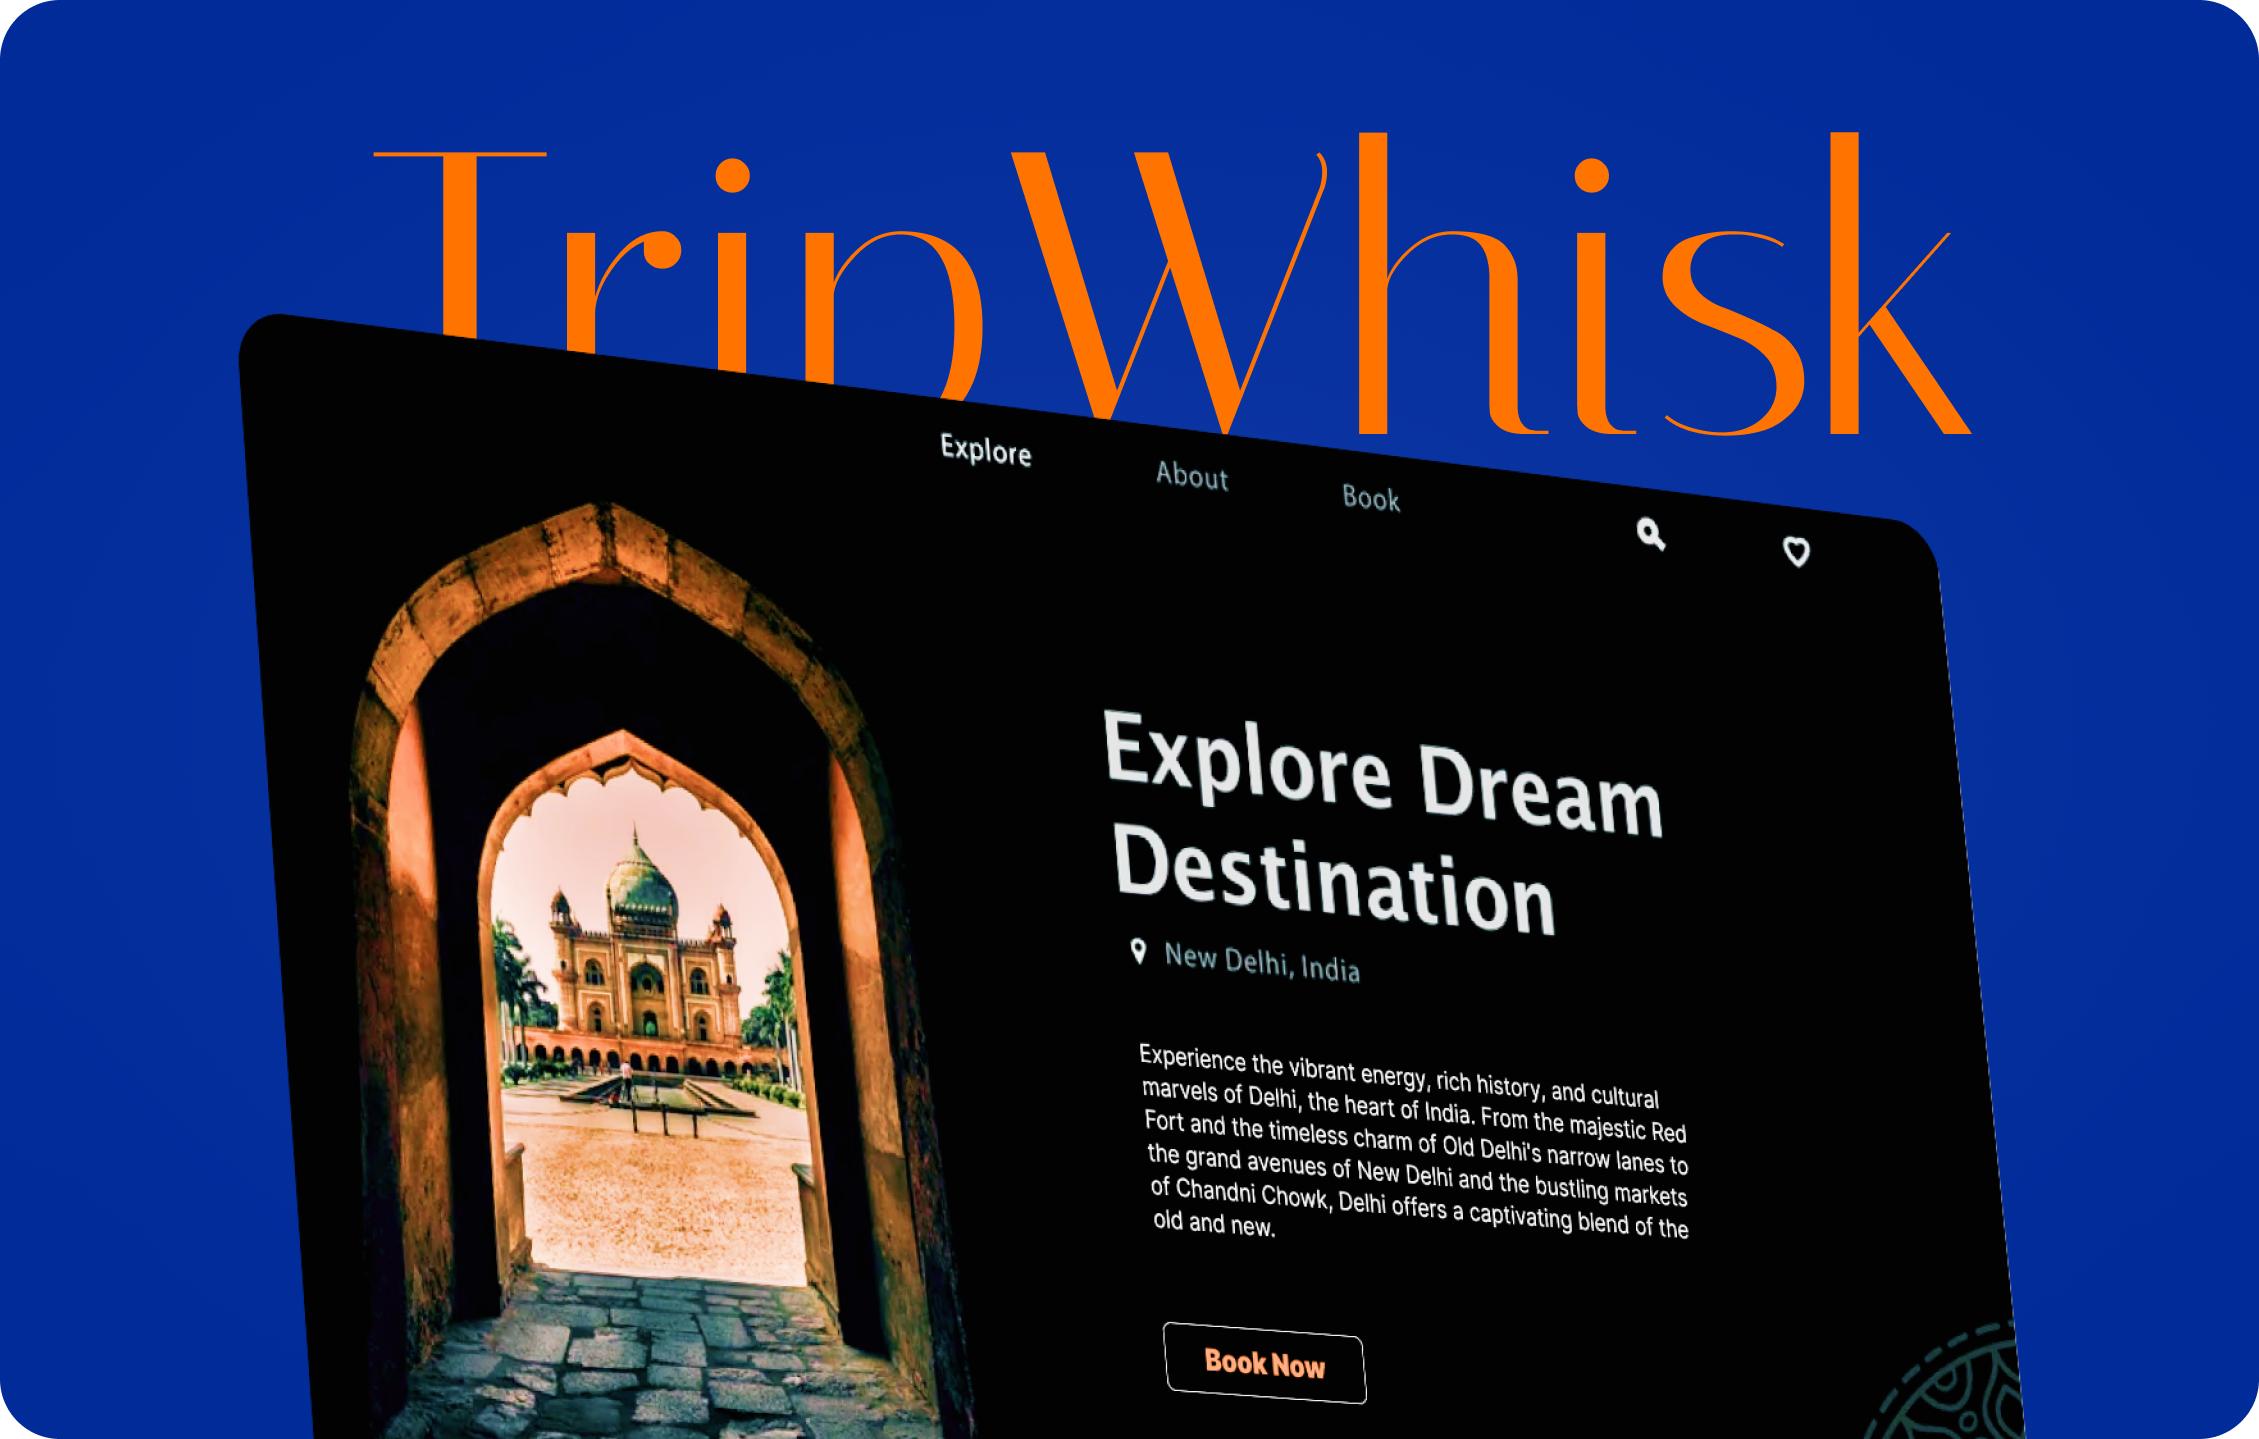 TripWhisk
Explore
About
Book
Explore Dream
Destination
New Delhi, India
Experience the vibrant energy, rich history, and cultural
marvels of Delhi, the heart of India. From the majestic Red
Fort and the timeless charm of Old Delhi's narrow lanes to
the grand avenues of New Delhi and the bustling markets
of Chandni Chowk, Delhi offers a captivating blend of the
old and new.
Book Now